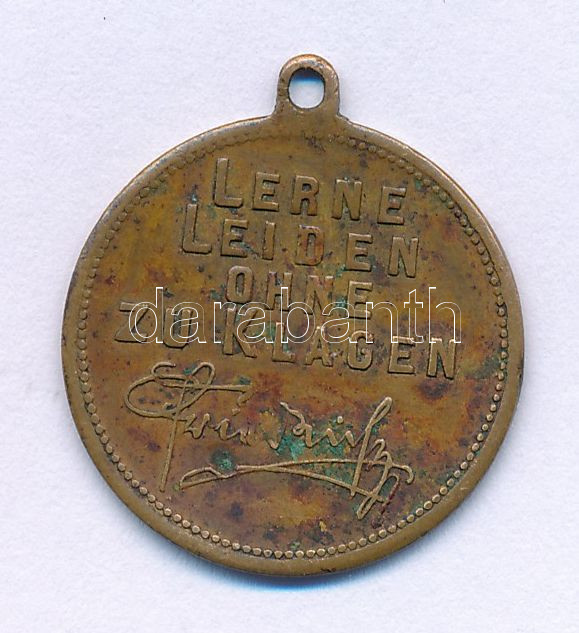 LERNE
LEIDEN
OHNE
ZU KLAGEN
darabanth